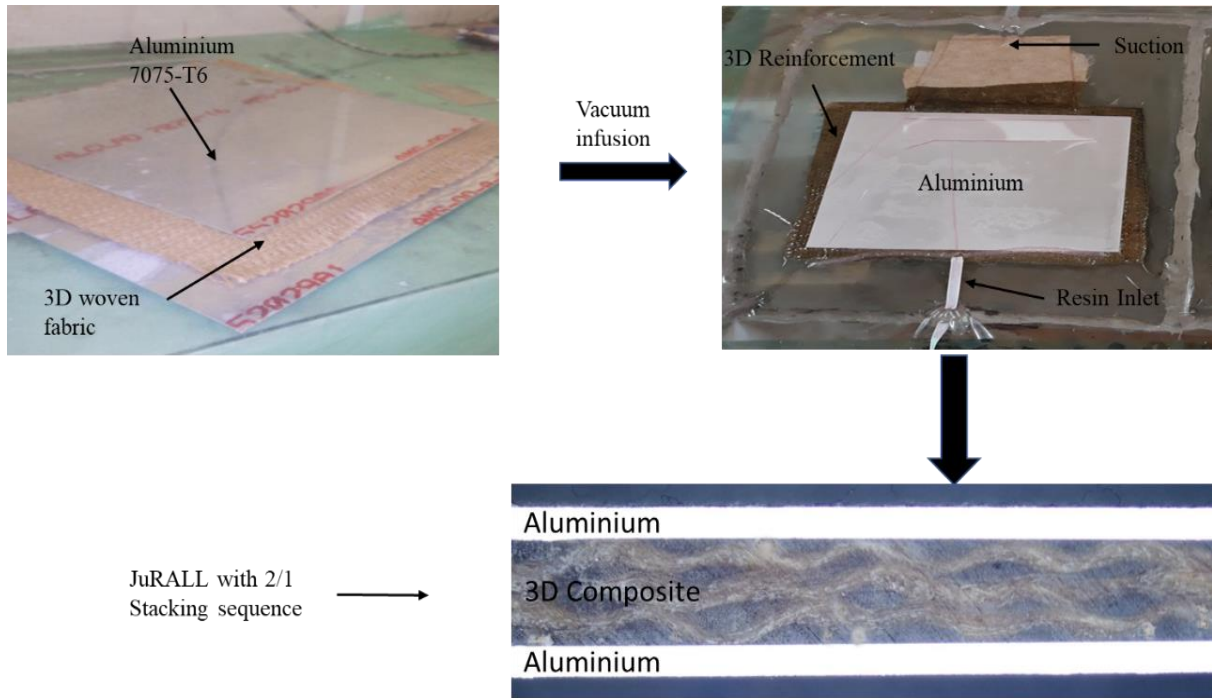 Aluminium
7075-T6
3D woven
fabric
Vacuum
infusion
3D Reinforcement
Suction
Aluminium
Resin Inlet
JuRALL with 2/1
Stacking sequence
Aluminium
3D Composite
Aluminium